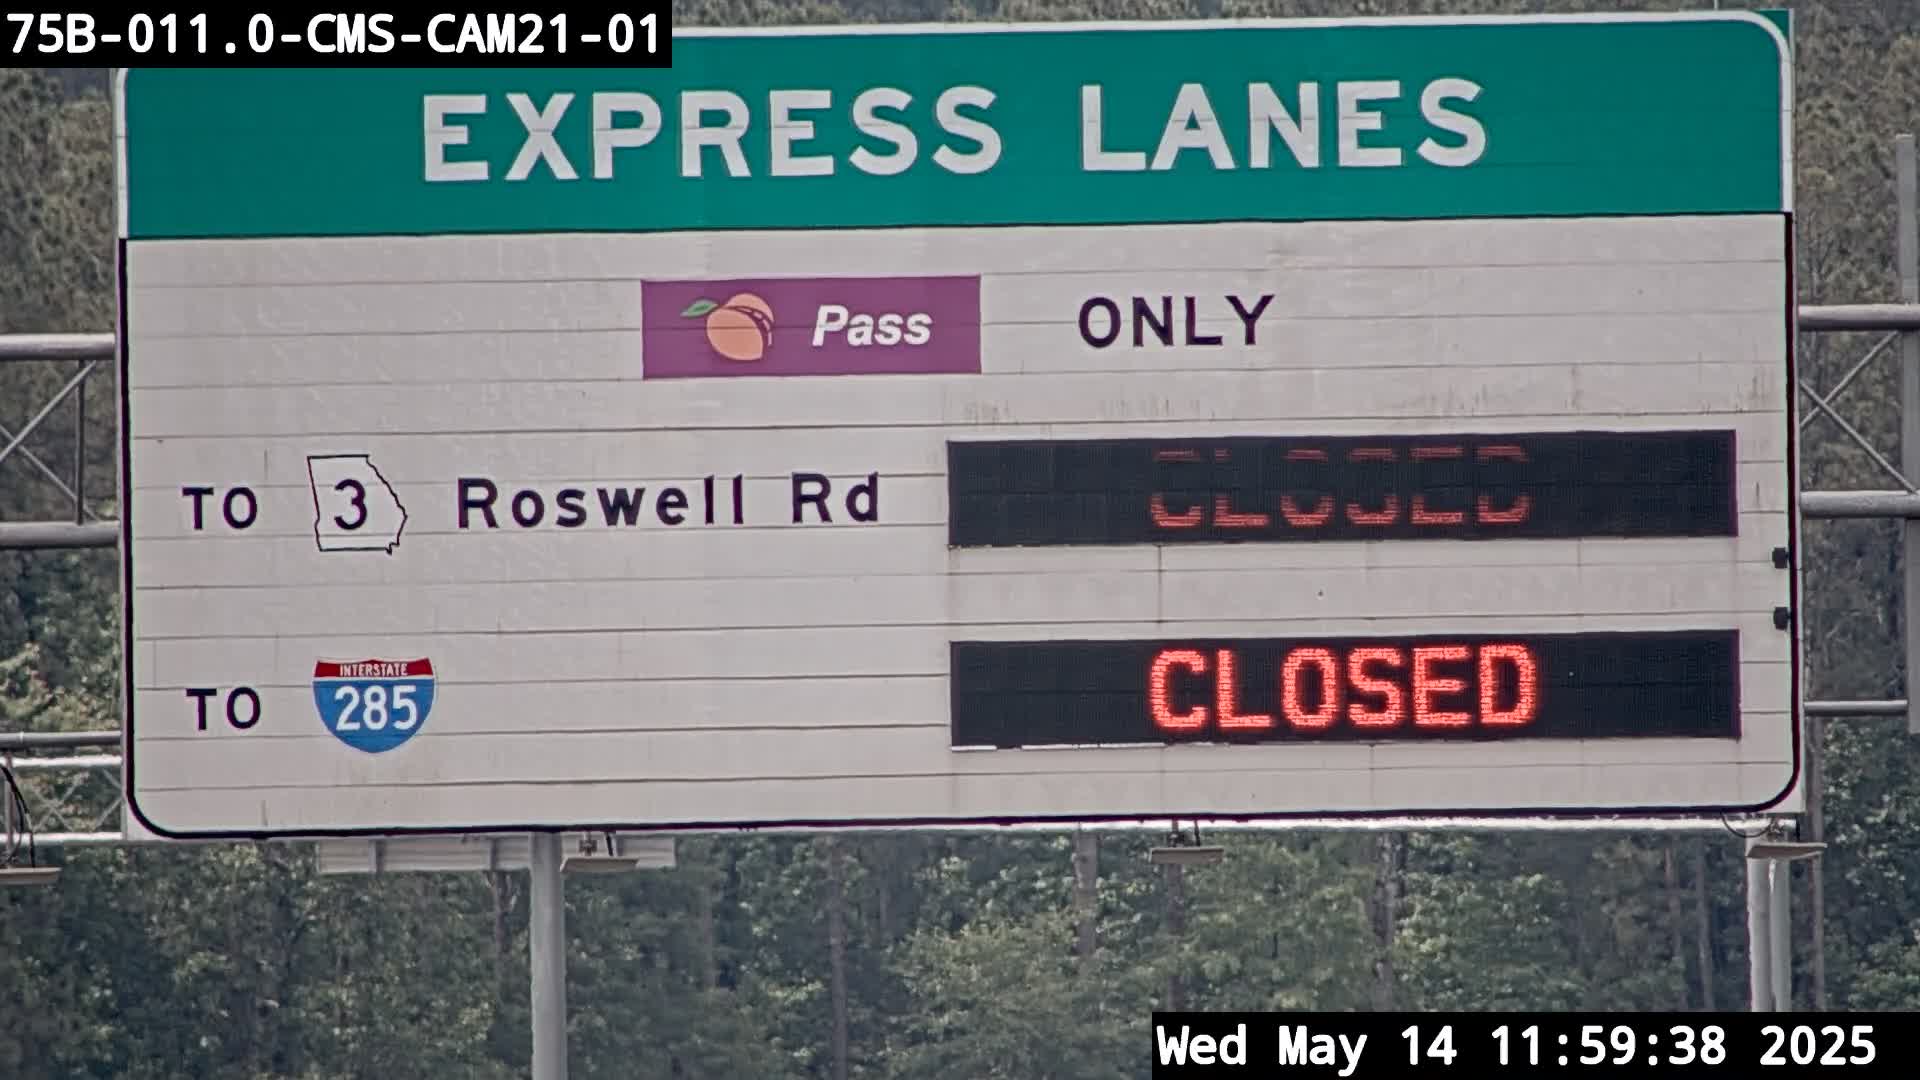 75B-011.0-CMS-CAM21-01
EXPRESS LANES
Pass ONLY
TO 3 Roswell Rd CLOSED
INTERSTATE
TO 285 CLOSED
Wed May 14 11:59:38 2025